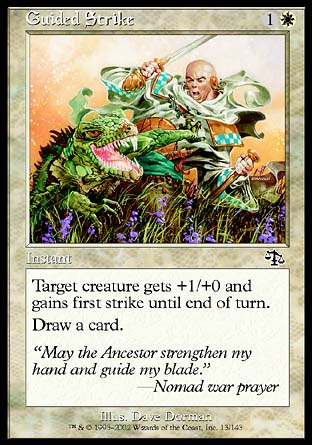 Guided Strike 1
Instant
Target creature gets +1/+0 and
gains first strike until end of turn.
Draw a card.
“May the Ancestor strengthen my
hand and guide my blade.”
—Nomad war prayer
Illus. Dave Dorman
™ & © 1993-2002 Wizards of the Coast, Inc. 13/143